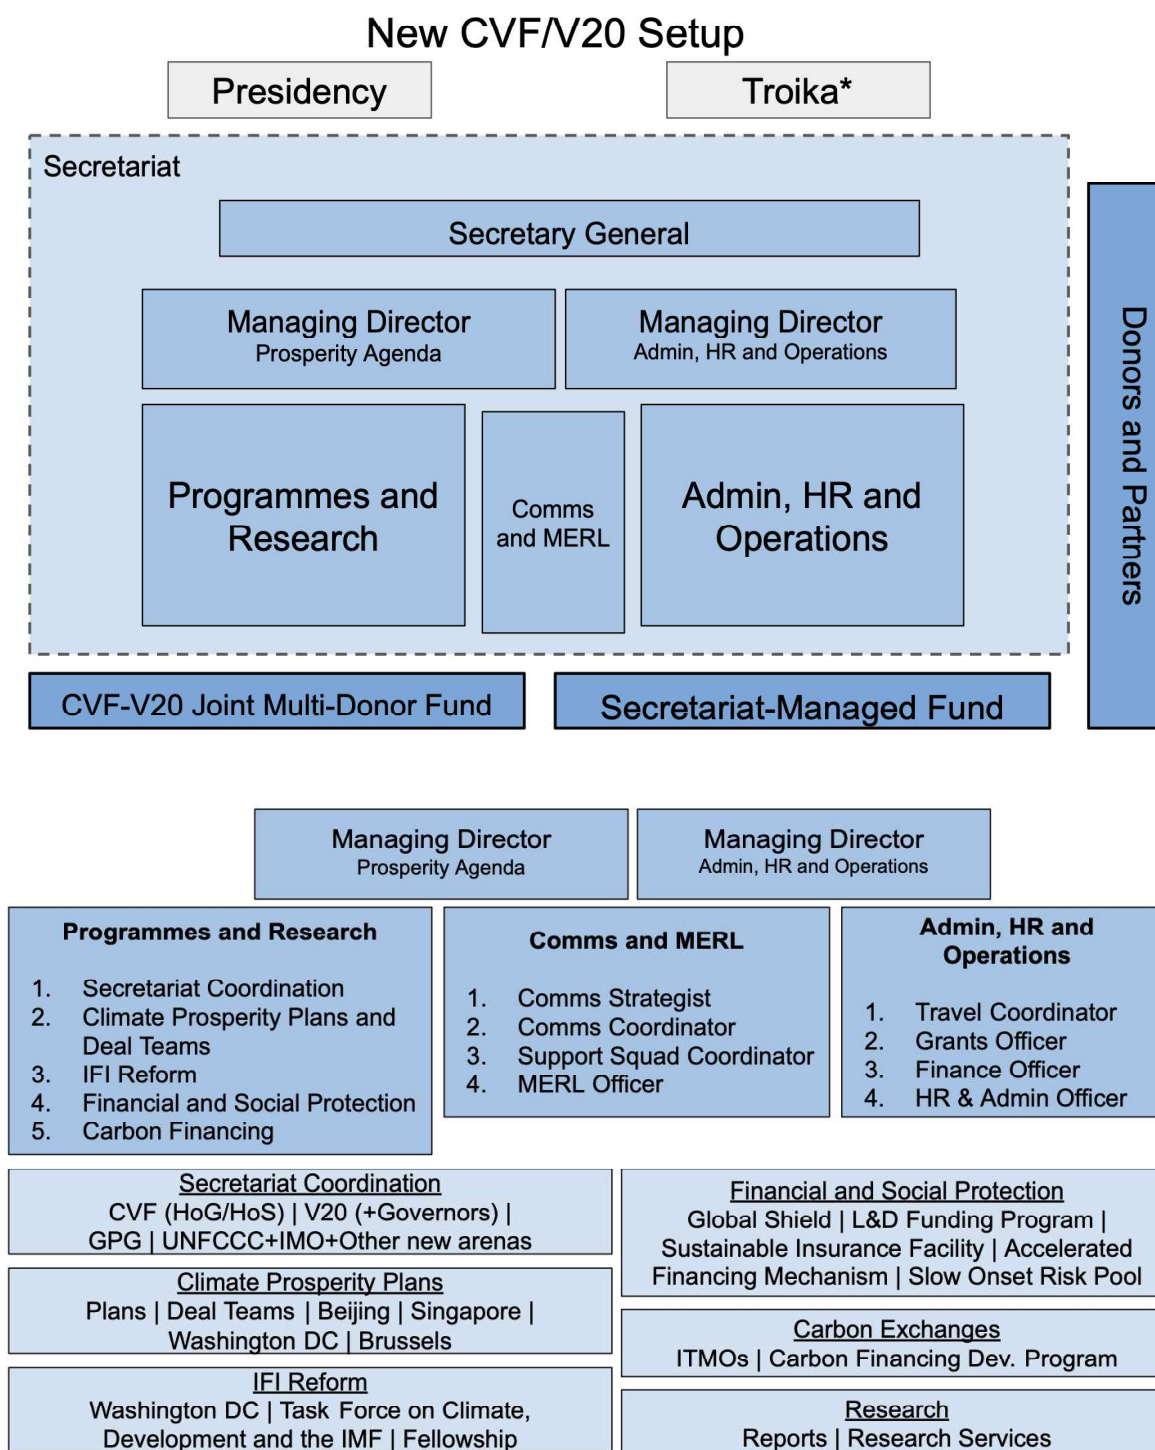 New CVF/V20 Setup
Presidency
Troika*
Secretariat
Secretary General
Managing Director
Prosperity Agenda
Managing Director
Admin, HR and Operations
Programmes and
Research
Comms
and MERL
Admin, HR and
Operations
Donors and Partners
CVF-V20 Joint Multi-Donor Fund
Secretariat-Managed Fund
Managing Director
Prosperity Agenda
Managing Director
Admin, HR and Operations
Programmes and Research
1. Secretariat Coordination
2. Climate Prosperity Plans and
Deal Teams
3. IFI Reform
4. Financial and Social Protection
5. Carbon Financing
Comms and MERL
1. Comms Strategist
2. Comms Coordinator
3. Support Squad Coordinator
4. MERL Officer
Admin, HR and
Operations
1. Travel Coordinator
2. Grants Officer
3. Finance Officer
4. HR & Admin Officer
Secretariat Coordination
CVF (HoG/HoS) | V20 (+Governors) |
GPG | UNFCCC+IMO+Other new arenas
Climate Prosperity Plans
Plans | Deal Teams | Beijing | Singapore |
Washington DC | Brussels
IFI Reform
Washington DC | Task Force on Climate,
Development and the IMF | Fellowship
Financial and Social Protection
Global Shield | L&D Funding Program |
Sustainable Insurance Facility | Accelerated
Financing Mechanism | Slow Onset Risk Pool
Carbon Exchanges
ITMOs | Carbon Financing Dev. Program
Research
Reports | Research Services